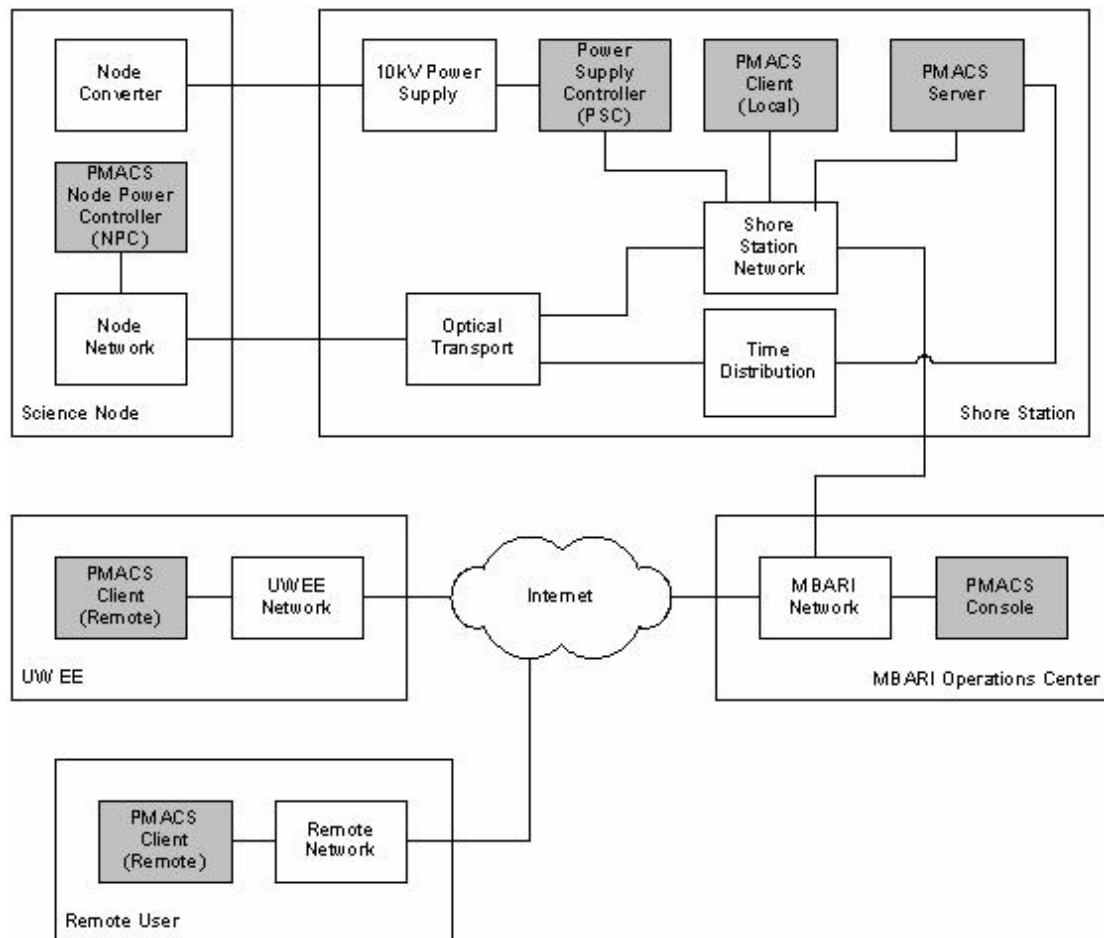 Node
Converter
10kV Power
Supply
Power
Supply
Controller
(PSC)
PMACS
Client
(Local)
PMACS
Server
PMACS
Node Power
Controller
(NPC)
Shore
Station
Network
Node
Network
Optical
Transport
Time
Distribution
Science Node
Shore Station
PMACS
Client
(Remote)
UWEE
Network
Internet
MBARI
Network
PMACS
Console
UW EE
MBARI Operations Center
PMACS
Client
(Remote)
Remote
Network
Remote User